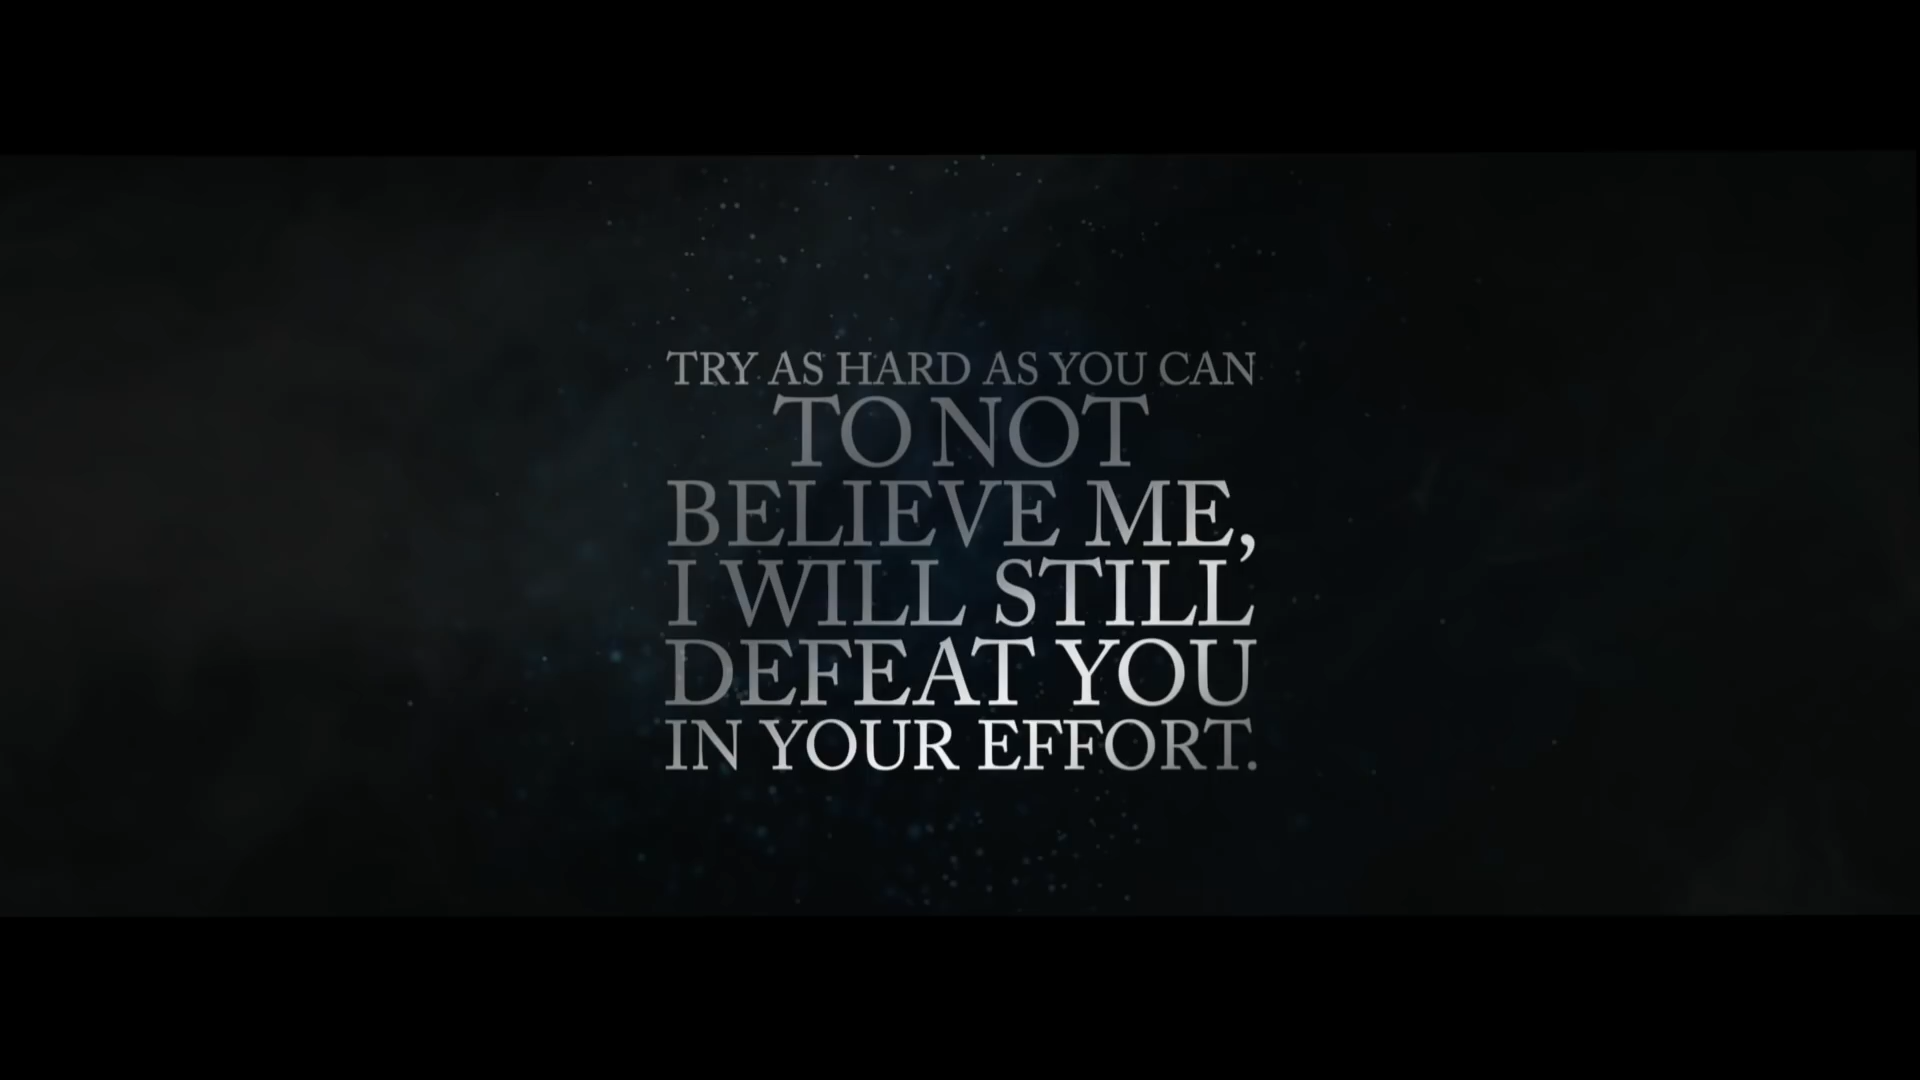 TRY AS HARD AS YOU CAN
TO NOT
BELIEVE ME,
I WILL STILL
DEFEAT YOU
IN YOUR EFFORT.